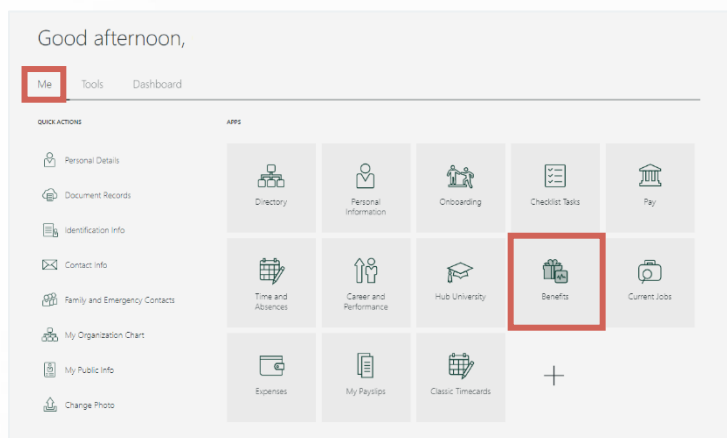 Good afternoon,
Me Tools Dashboard
QUICK ACTIONS
Personal Details
Document Records
Identification Info
Contact Info
Family and Emergency Contacts
My Organization Chart
My Public Info
Change Photo
APPS
Directory
Personal
Information
Onboarding
Checklist Tasks
Pay
Time and
Absences
Career and
Performance
Hub University
Benefits
Current Jobs
Expenses
My Payslips
Classic Timecards